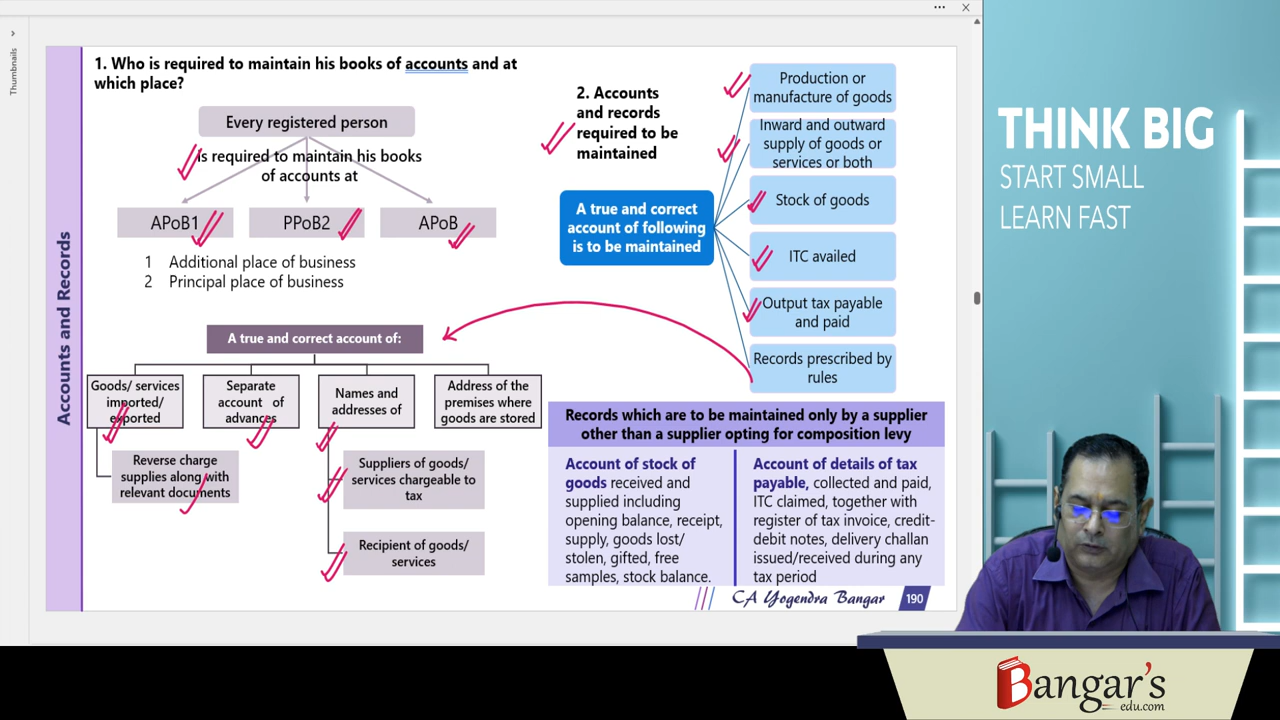 Thumbnails
Accounts and Records
1. Who is required to maintain his books of accounts and at
which place?
Every registered person
is required to maintain his books
of accounts at
APoB1
PPoB2
APoB
1 Additional place of business
2 Principal place of business
2. Accounts
and records
required to be
maintained
A true and correct
account of following
is to be maintained
Production or
manufacture of goods
Inward and outward
supply of goods or
services or both
Stock of goods
ITC availed
Output tax payable
and paid
Records prescribed by
rules
A true and correct account of:
Goods/ services
imported/
exported
Separate
account of
advances
Names and
addresses of
Address of the
premises where
goods are stored
Reverse charge
supplies along with
relevant documents
Suppliers of goods/
services chargeable to
tax
Recipient of goods/
services
Records which are to be maintained only by a supplier
other than a supplier opting for composition levy
Account of stock of
goods received and
supplied including
opening balance, receipt,
supply, goods lost/
stolen, gifted, free
samples, stock balance.
Account of details of tax
payable, collected and paid,
ITC claimed, together with
register of tax invoice, credit-
debit notes, delivery challan
issued/received during any
tax period
CA Yogendra Bangar 190
THINK BIG
START SMALL
LEARN FAST
Bangar's
edu.com